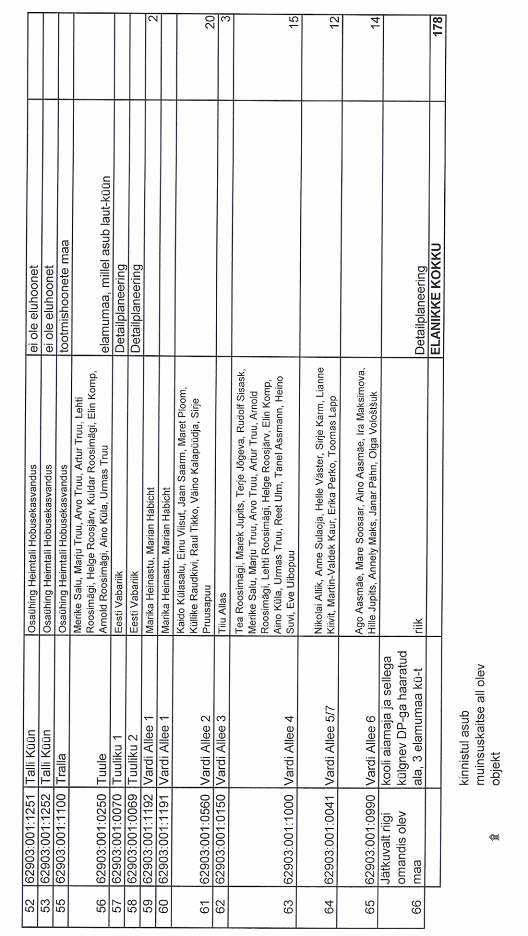 52 62903:001:1251 Talli Küün Osaühing Heimtali Hobusekasvandus ei ole eluhoonet
53 62903:001:1252 Talli Küün Osaühing Heimtali Hobusekasvandus ei ole eluhoonet
55 62903:001:1100 Tralla Osaühing Heimtali Hobusekasvandus tootmishoonete maa
Merike Salu, Marju Truu, Arvo Truu, Artur Truu, Lehti
Roosimägi, Helge Roosjärv, Kuldar Roosimägi, Elin Komp,
56 62903:001:0250 Tuule Arnold Roosimägi, Aino Küla, Urmas Truu elamumaa, millel asub laut-küün
57 62903:001:0070 Tuuliku 1 Eesti Vabariik Detailplaneering
58 62903:001:0069 Tuuliku 2 Eesti Vabariik Detailplaneering
59 62903:001:1192 Vardi Allee 1 Marika Heinastu, Marian Habicht 2
60 62903:001:1191 Vardi Allee 1 Marika Heinastu, Marian Habicht
Kaido Külasalu, Einu Viisut, Jaan Saarm, Maret Ploom,
Küllike Raudkivi, Raul Tikko, Väino Kalapüüdja, Sirje
61 62903:001:0560 Vardi Allee 2 Pruusapuu 20
62 62903:001:0150 Vardi Allee 3 Tiiu Allas 3
Tea Roosimägi, Marek Jupits, Terje Jõgeva, Rudolf Sisask,
Merike Salu, Marju Truu, Arvo Truu, Artur Truu, Arnold
Roosimägi, Lehti Roosimägi, Helge Roosjärv, Elin Komp,
Aino Küla, Urmas Truu, Reet Ulm, Tanel Assmann, Heino
63 62903:001:1000 Vardi Allee 4 Suvi, Eve Uibopuu 15
Nikolai Allik, Anne Sulaoja, Helle Väster, Sirje Karm, Lianne
64 62903:001:0041 Vardi Allee 5/7 Kiivit, Martin-Valdek Kaur, Erika Perko, Toomas Lapp 12
Ago Aasmäe, Mare Soosaar, Aino Aasmäe, Ira Maksimova,
65 62903:001:0990 Vardi Allee 6 Hille Jupits, Annely Maks, Janar Pähn, Olga Vološtšuk 14
Jätkuvalt riigi kooli aiamaja ja sellega
omandis olev külgnev DP-ga haaratud
66 maa ala, 3 elamumaa kü-t riik Detailplaneering
ELANIKKE KOKKU 178
kinnistul asub
muinsuskaitse all olev
objekt